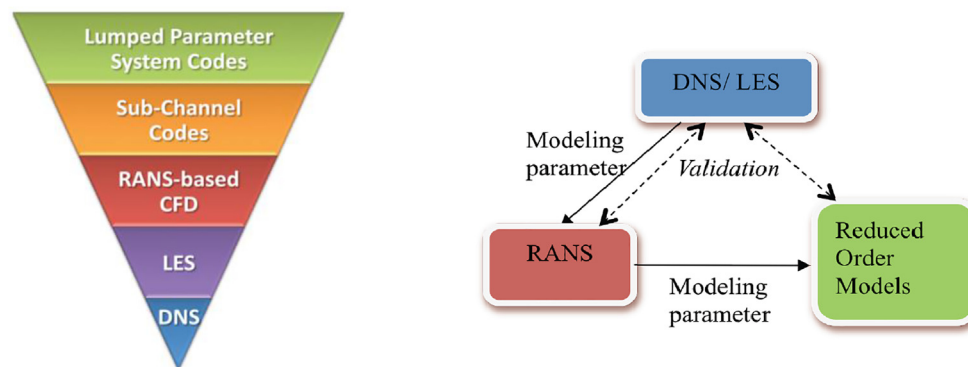 Lumped Parameter
System Codes
Sub-Channel
Codes
RANS-based
CFD
LES
DNS
DNS/ LES
Modeling
parameter
Validation
RANS
Reduced
Order
Models
Modeling
parameter